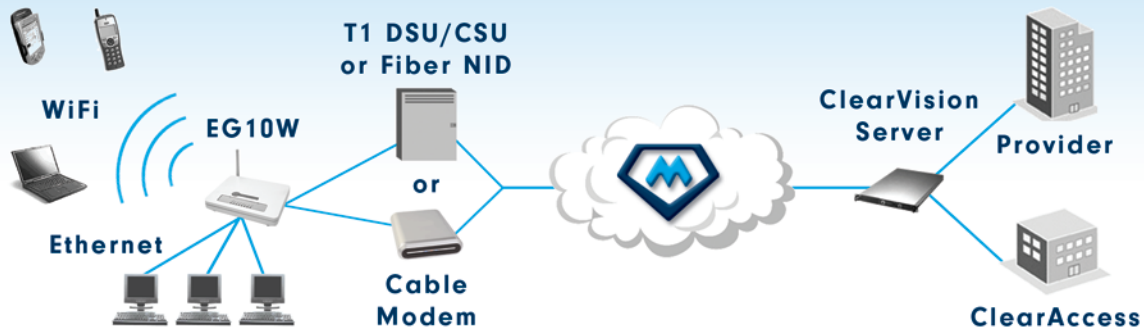 T1 DSU/CSU
or Fiber NID
WiFi
EG10W
or
Ethernet
Cable
Modem
M
ClearVision
Server
Provider
ClearAccess